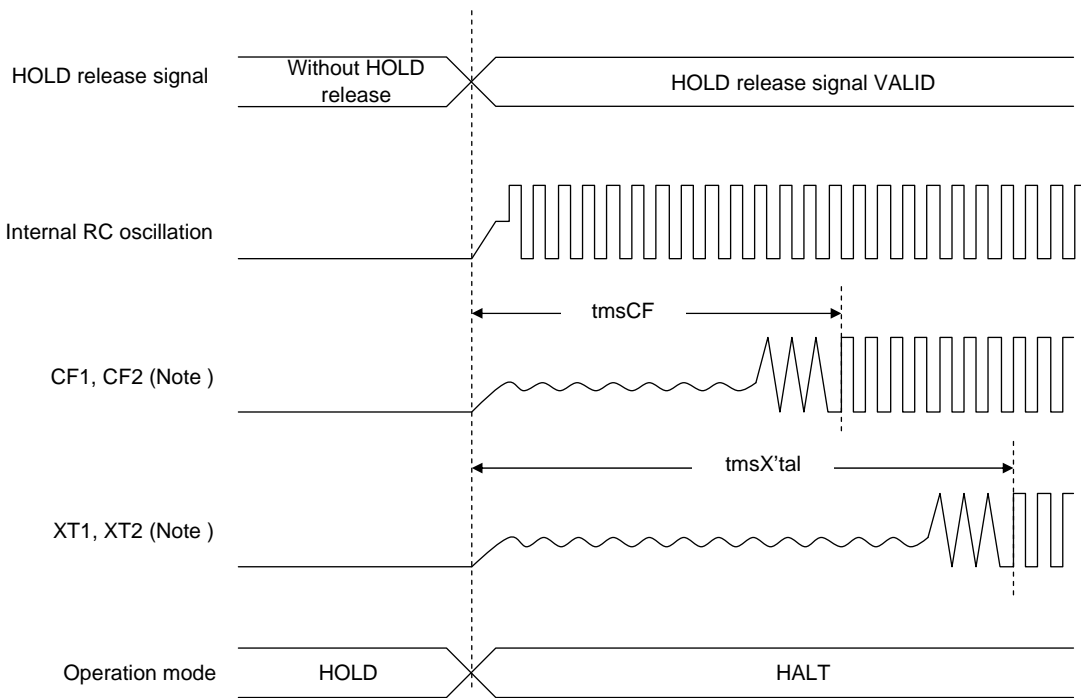 HOLD release signal
Without HOLD
release
HOLD release signal VALID
Internal RC oscillation
tmsCF
CF1, CF2 (Note )
tmsX’tal
XT1, XT2 (Note )
Operation mode
HOLD
HALT